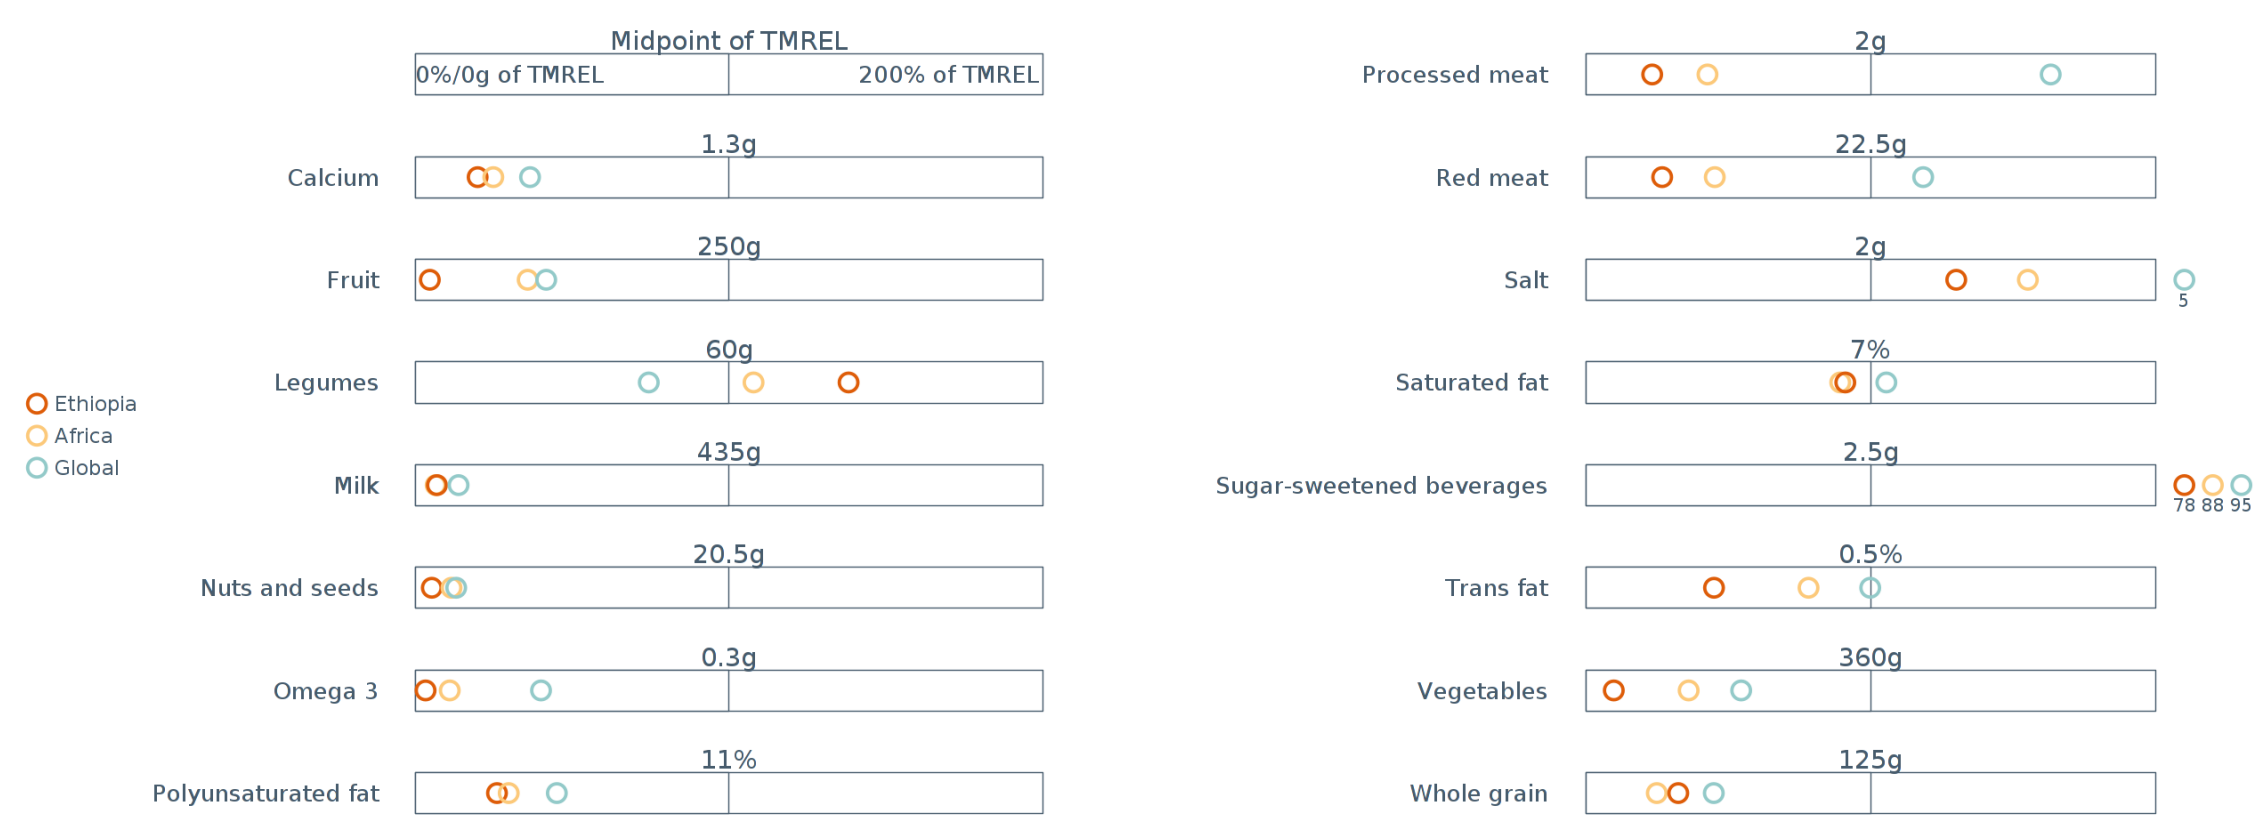 Midpoint of TMREL
0%/0g of TMREL 200% of TMREL
1.3g
Calcium
250g
Fruit
60g
Legumes
435g
Milk
20.5g
Nuts and seeds
0.3g
Omega 3
11%
Polyunsaturated fat
Ethiopia
Africa
Global
2g
Processed meat
22.5g
Red meat
2g
Salt
5
7%
Saturated fat
2.5g
Sugar-sweetened beverages
78 88 95
0.5%
Trans fat
360g
Vegetables
125g
Whole grain